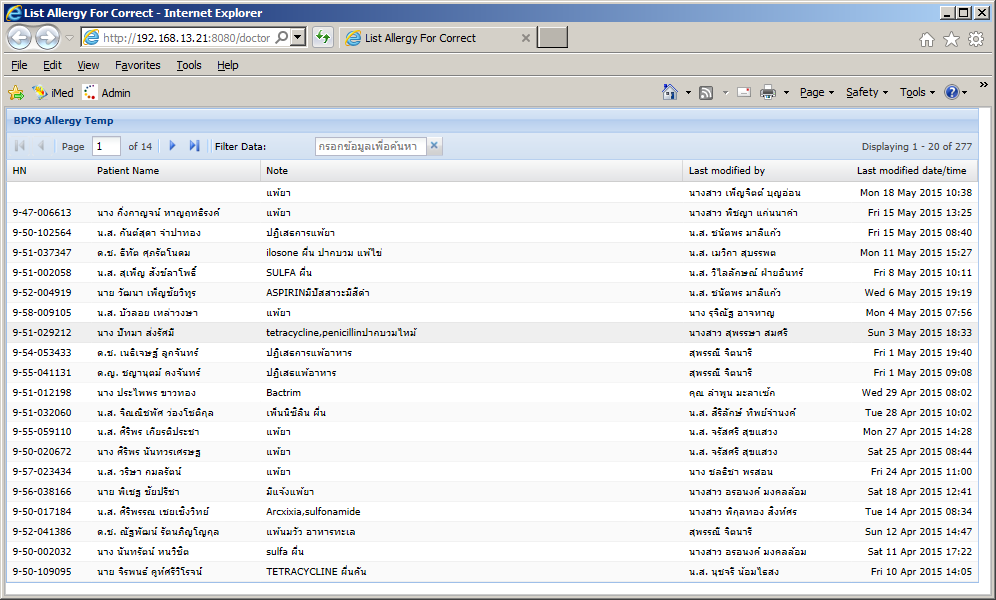 List Allergy For Correct - Internet Explorer
http://192.168.13.21:8080/doctor List Allergy For Correct
File Edit View Favorites Tools Help
iMed Admin Page Safety Tools »
BPK9 Allergy Temp
Page 1 of 14 Filter Data: กรอกข้อมูลเพื่อค้นหา Displaying 1 - 20 of 277
HN Patient Name Note Last modified by Last modified date/time
แพ้ยา นางสาว เพ็ญจิตต์ บุญอ่อน Mon 18 May 2015 10:38
9-47-006613 นาง กิ่งกาญจน์ หาญฤทธิรงค์ แพ้ยา นางสาว พิชญา แก่นนาคำ Fri 15 May 2015 13:25
9-50-102564 น.ส. กันต์สุดา จำปาทอง ปฏิเสธการแพ้ยา น.ส. ชนัตพร มาลีแก้ว Fri 15 May 2015 08:40
9-51-037347 ด.ช. ธิทัต ศุภรัตโนดม ilosone ผื่น ปากบวม แพ้ไข่ น.ส. เมวิกา สุบรรพต Mon 11 May 2015 15:27
9-51-002058 น.ส. สุเพ็ญ สังข์ลาโพธิ์ SULFA ผื่น น.ส. วิไลลักษณ์ ฝ่ายอินทร์ Fri 8 May 2015 10:11
9-52-004919 นาย วัฒนา เพ็ญชัยวิทูร ASPIRINมีปัสสาวะมีสีดำ น.ส. ชนัตพร มาลีแก้ว Wed 6 May 2015 19:19
9-58-009105 น.ส. บัวลอย เหล่าวงษา แพ้ยา นาง รุจิณัฐ อาจหาญ Mon 4 May 2015 07:56
9-51-029212 นาง ปัทมา ส่งรัศมี tetracycline,penicillinปากบวมไหม้ นางสาว สุพรรษา สมศรี Sun 3 May 2015 18:33
9-54-053433 ด.ช. เนธิเจษฐ์ ลุกจันทร์ ปฏิเสธการแพ้อาหาร สุพรรณี จิตนารี Fri 1 May 2015 19:40
9-55-041131 ด.ญ. ชญานุตม์ คงจันทร์ ปฏิเสธแพ้อาหาร สุพรรณี จิตนารี Fri 1 May 2015 09:08
9-51-012198 นาง ประไพพร ขาวทอง Bactrim คุณ ลำพูน มะลาเช้ค Wed 29 Apr 2015 08:02
9-51-032060 น.ส. จิณณิชพัศ ว่องโชติกุล เพ็นนิซิลิน ผื่น น.ส. สิริลักษ์ ทิพย์จำนงค์ Tue 28 Apr 2015 10:02
9-55-059110 น.ส. ศิริพร เกียรติประชา แพ้ยา น.ส. จรัสศรี สุขแสวง Mon 27 Apr 2015 14:28
9-50-020672 นาง ศิริพร นันทวรเศรษฐ แพ้ยา น.ส. จรัสศรี สุขแสวง Sat 25 Apr 2015 08:44
9-57-023434 น.ส. วริษา กมลรัตน์ แพ้ยา นาง ชลธิชา พรสอน Fri 24 Apr 2015 11:00
9-56-038166 นาย พิเชฐ ชัยปริชา มีแจ้งแพ้ยา นางสาว อรอนงค์ มงคลล้อม Sat 18 Apr 2015 12:41
9-50-017184 น.ส. ศิริพรรณ เชยเชิงวิทย์ Arcxixia,sulfonamide นางสาว พิกุลทอง สิงห์ศร Tue 14 Apr 2015 08:34
9-52-041386 ด.ช. ณัฐพัฒน์ รัตนภิญโญกุล แพ้นมวัว อาหารทะเล สุพรรณี จิตนารี Sun 12 Apr 2015 14:47
9-50-002032 นาง นันทรัตน์ ทนวิชิต sulfa ผื่น นางสาว อรอนงค์ มงคลล้อม Sat 11 Apr 2015 17:22
9-50-109095 นาย จิรพนธ์ คูห์ศรีวิโรจน์ TETRACYCLINE ผื่นคัน น.ส. นุชจรี น้อมไธสง Fri 10 Apr 2015 14:05